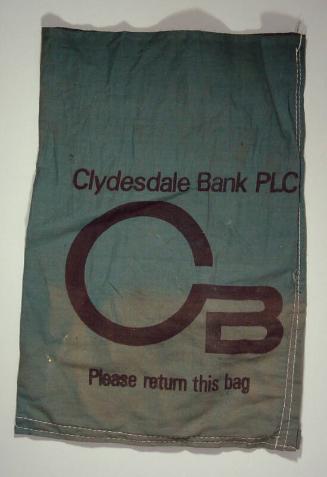 Clydesdale Bank PLC
CB
Please return this bag